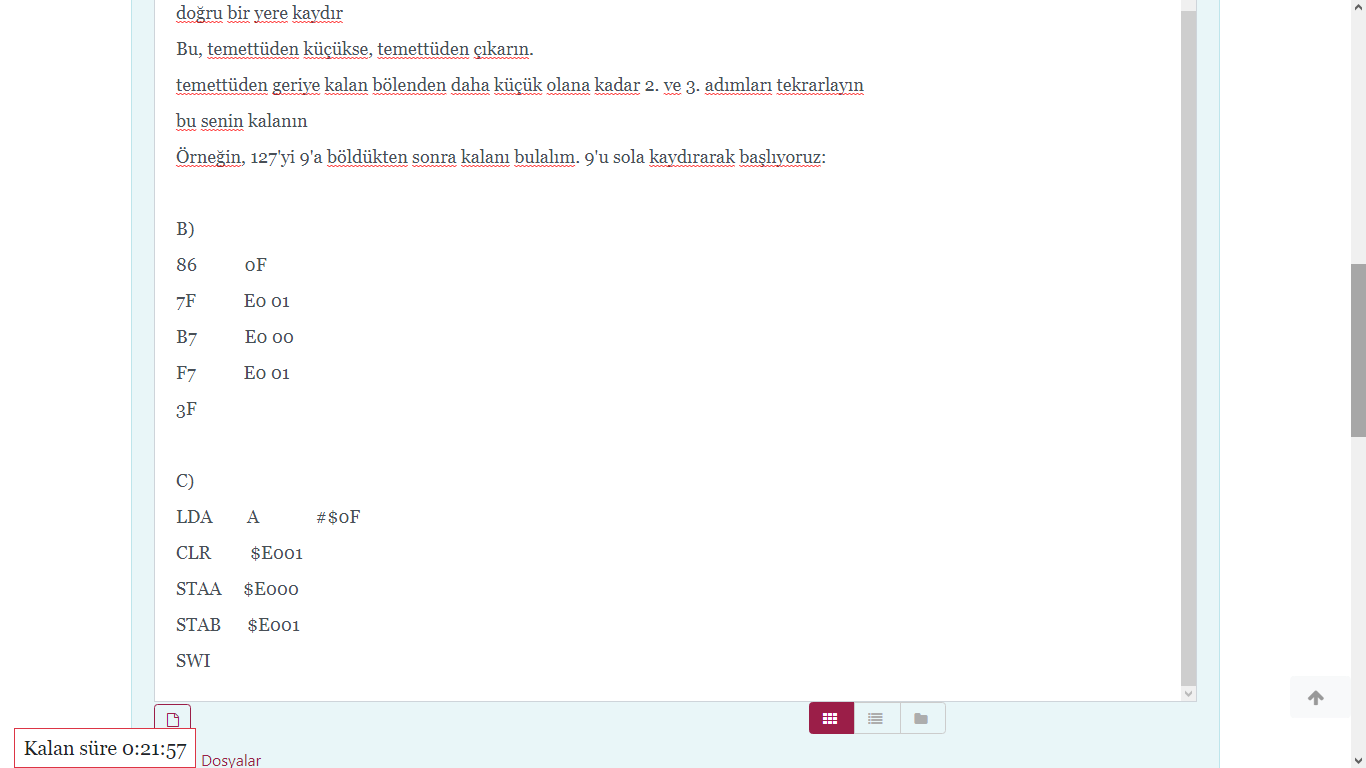 doğru bir yere kaydır
Bu, temettüden küçükse, temettüden çıkarın.
temettüden geriye kalan bölenden daha küçük olana kadar 2. ve 3. adımları tekrarlayın
bu senin kalanın
Örneğin, 127'yi 9'a böldükten sonra kalanı bulalım. 9'u sola kaydırarak başlıyoruz:
B)
86 0F
7F E0 01
B7 E0 00
F7 E0 01
3F
C)
LDA A #$0F
CLR $E001
STAA $E000
STAB $E001
SWI
Kalan süre 0:21:57
Dosyalar